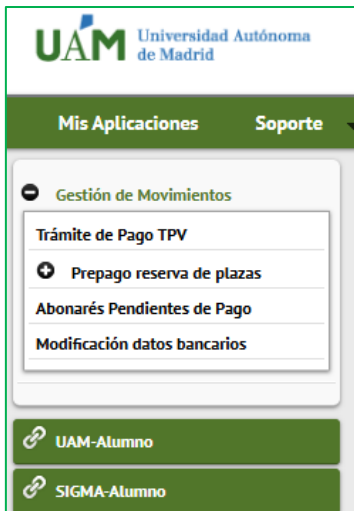 UAM Universidad Autónoma
de Madrid
Mis Aplicaciones Soporte
Gestión de Movimientos
Trámite de Pago TPV
Prepago reserva de plazas
Abonarés Pendientes de Pago
Modificación datos bancarios
UAM-Alumno
SIGMA-Alumno